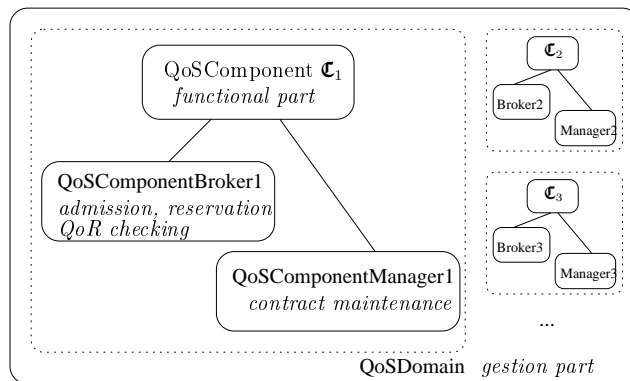 QoSComponent ℭ₁
functional part
QoSComponentBroker1
admission, reservation
QoR checking
QoSComponentManager1
contract maintenance
ℭ₂
Broker2
Manager2
ℭ₃
Broker3
Manager3
...
QoSDomain gestion part